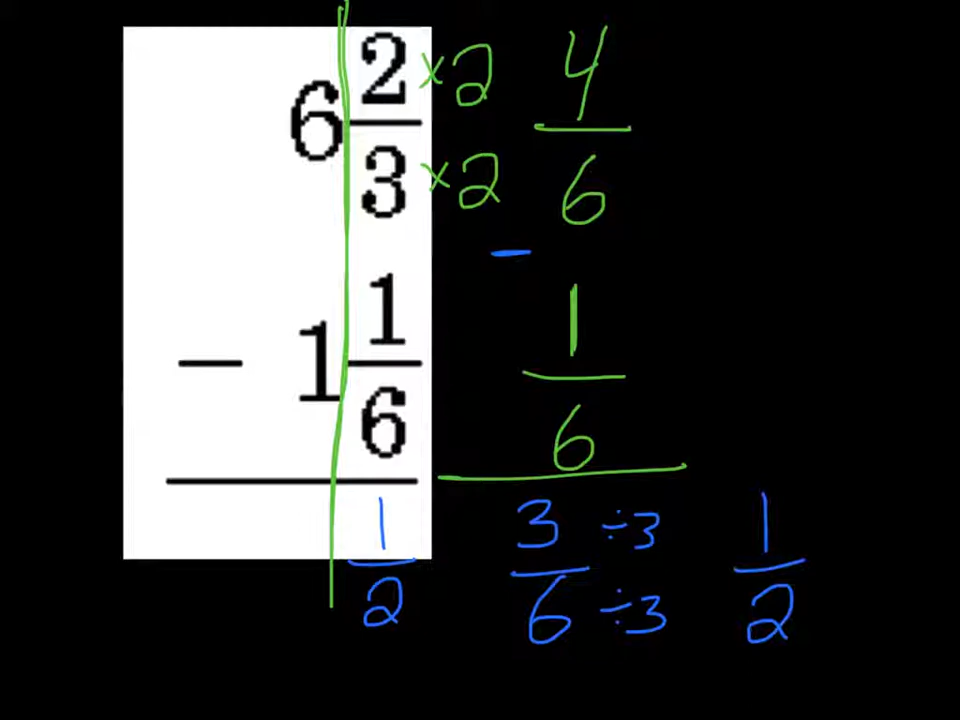 6 2/3 ×2 ×2 4/6
- 1 1/6 - 1/6
1/2 3/6 ÷3 ÷3 1/2